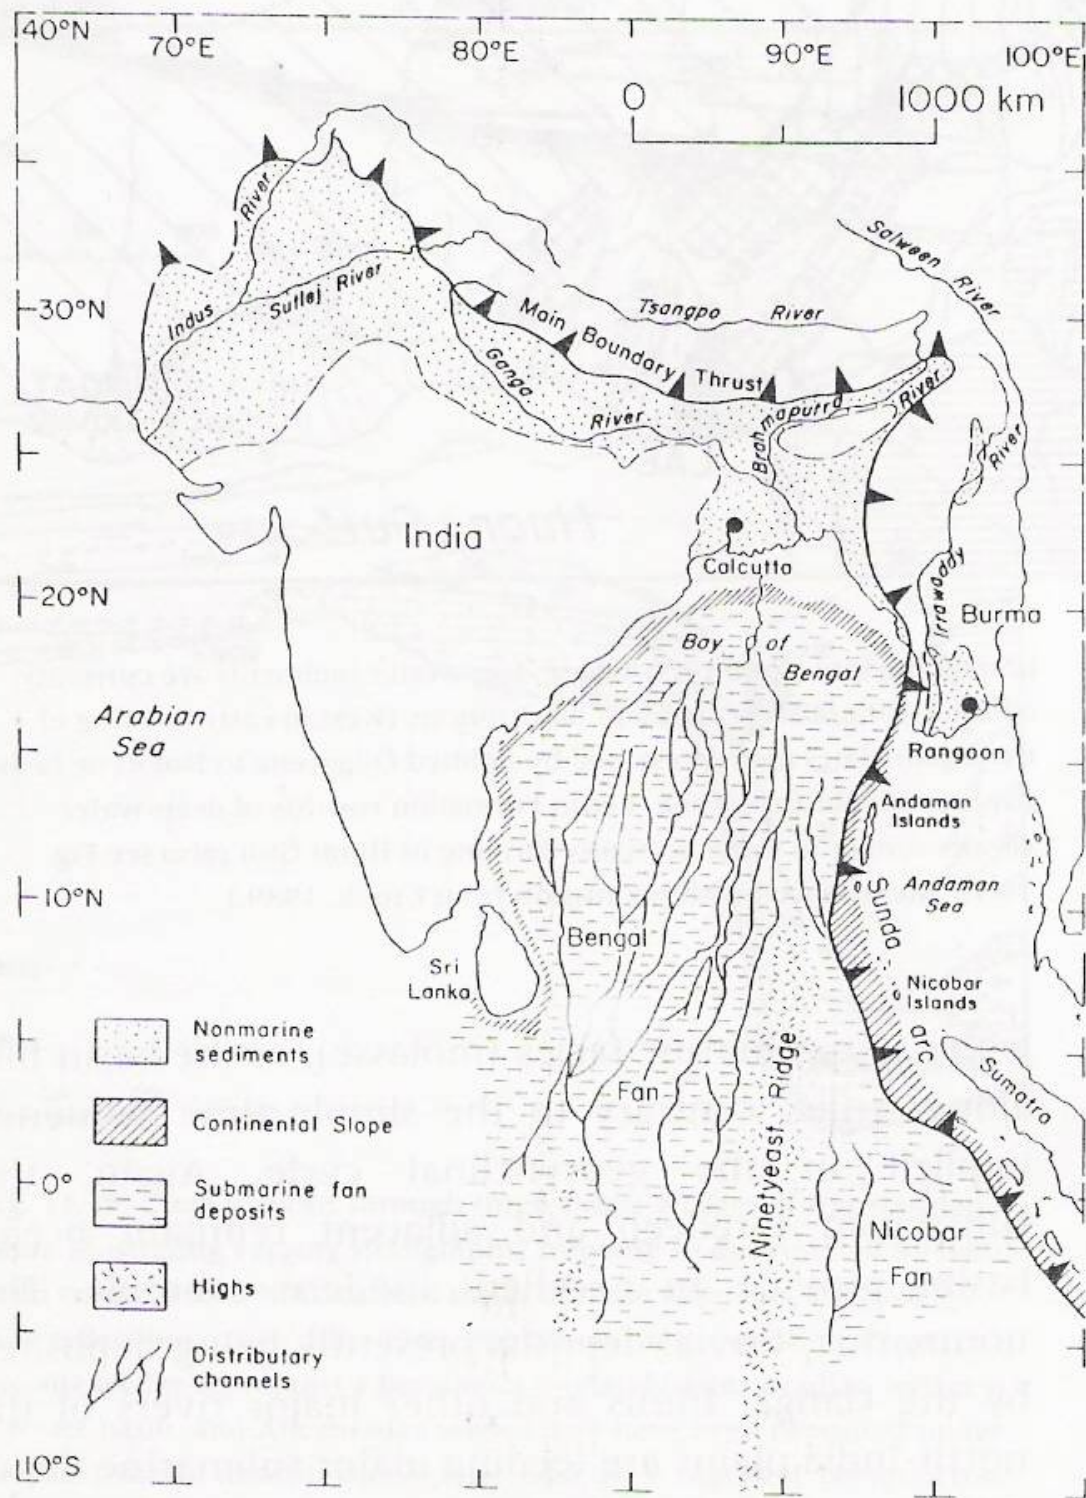 40°N
70°E
80°E
90°E
100°E
0
1000 km
River
Salween River
Indus
Sutlej River
30°N
Tsangpo River
Main Boundary Thrust
Ganga
River
Brahmaputra River
River
India
Calcutta
20°N
Irrawaddy
Burma
Bay of
Bengal
Arabian
Sea
Rangoon
Andaman
Islands
10°N
Andaman
Sea
Sunda
Bengal
Sri
Lanka
Nicobar
Islands
arc
Nonmarine
sediments
Fan
Ninetyeast Ridge
Sumatra
Continental Slope
0°
Submarine fan
deposits
Nicobar
Fan
Highs
Distributary
channels
10°S